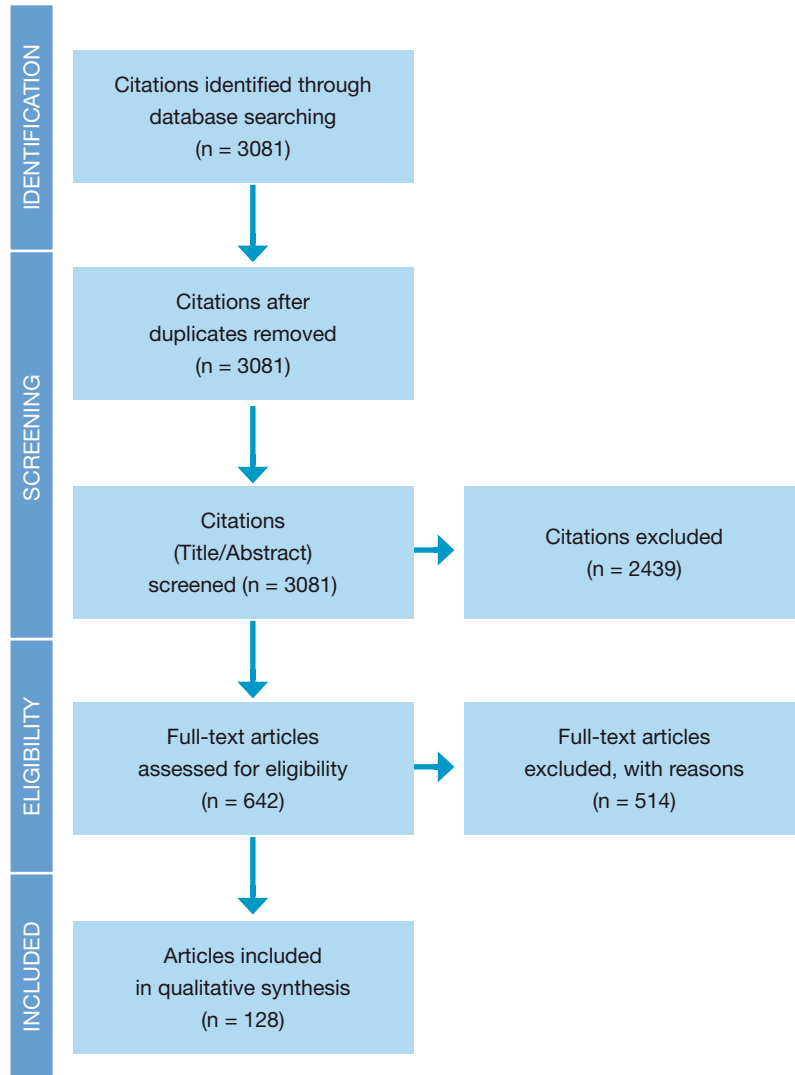 IDENTIFICATION
Citations identified through
database searching
(n = 3081)
SCREENING
Citations after
duplicates removed
(n = 3081)
Citations
(Title/Abstract)
screened (n = 3081)
Citations excluded
(n = 2439)
ELIGIBILITY
Full-text articles
assessed for eligibility
(n = 642)
Full-text articles
excluded, with reasons
(n = 514)
INCLUDED
Articles included
in qualitative synthesis
(n = 128)